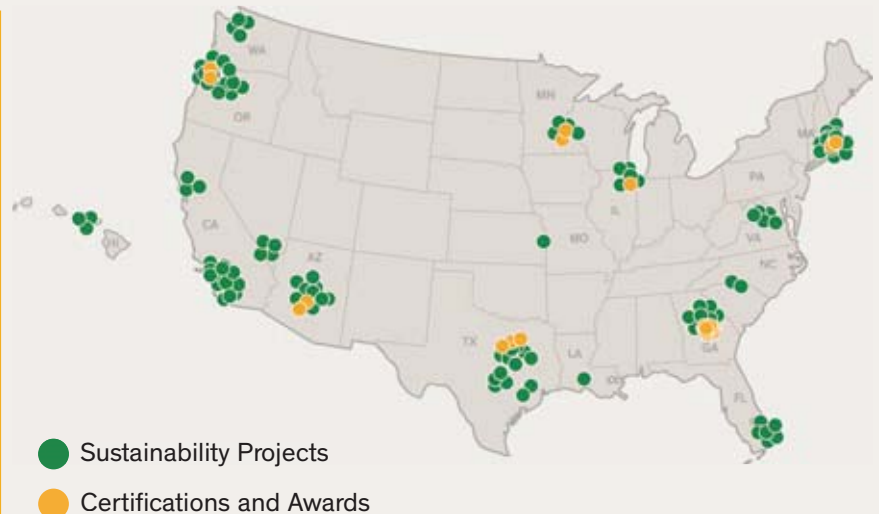 WA
OR
MN
MA
PA
IL
CA
MO
VA
HI
AZ
NC
TX
LA
GA
FL
Sustainability Projects
Certifications and Awards